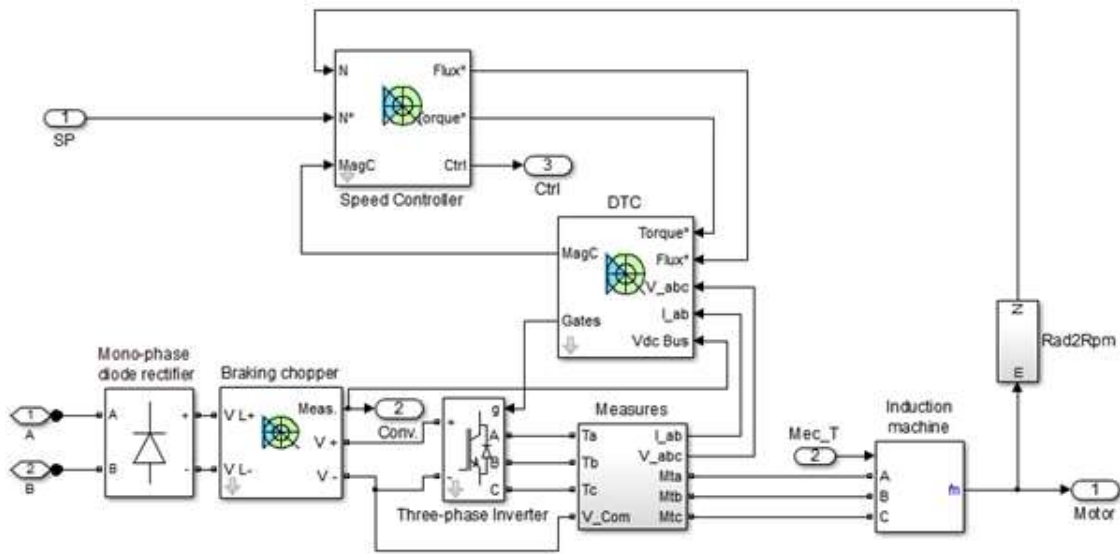 N
Flux*
N*
Torque*
MagC
Ctrl
Speed Controller
1
SP
3
Ctrl
DTC
Torque*
MagC
Flux*
V_abc
I_ab
Gates
Vdc Bus
N
m
Rad2Rpm
Mono-phase
diode rectifier
A
+
B
-
1
A
2
B
Braking chopper
V L+
Meas.
V +
V L-
V -
2
Conv.
g
+
A
B
-
C
Three-phase Inverter
Measures
Ta
I_ab
Tb
V_abc
Mta
Tc
Mtb
V_Com
Mtc
Mec_T
2
Induction
machine
A
B
m
C
1
Motor